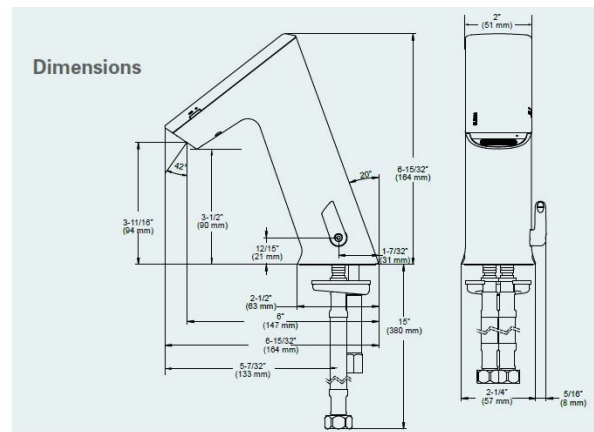 Dimensions
2"
(51 mm)
42°
20°
6-15/32"
(164 mm)
3-11/16"
(94 mm)
3-1/2"
(90 mm)
12/15"
(21 mm)
1-7/32"
(31 mm)
2-1/2"
(63 mm)
6"
(147 mm)
15"
(380 mm)
6-15/32"
(164 mm)
5-7/32"
(133 mm)
2-1/4"
(57 mm)
5/16"
(8 mm)